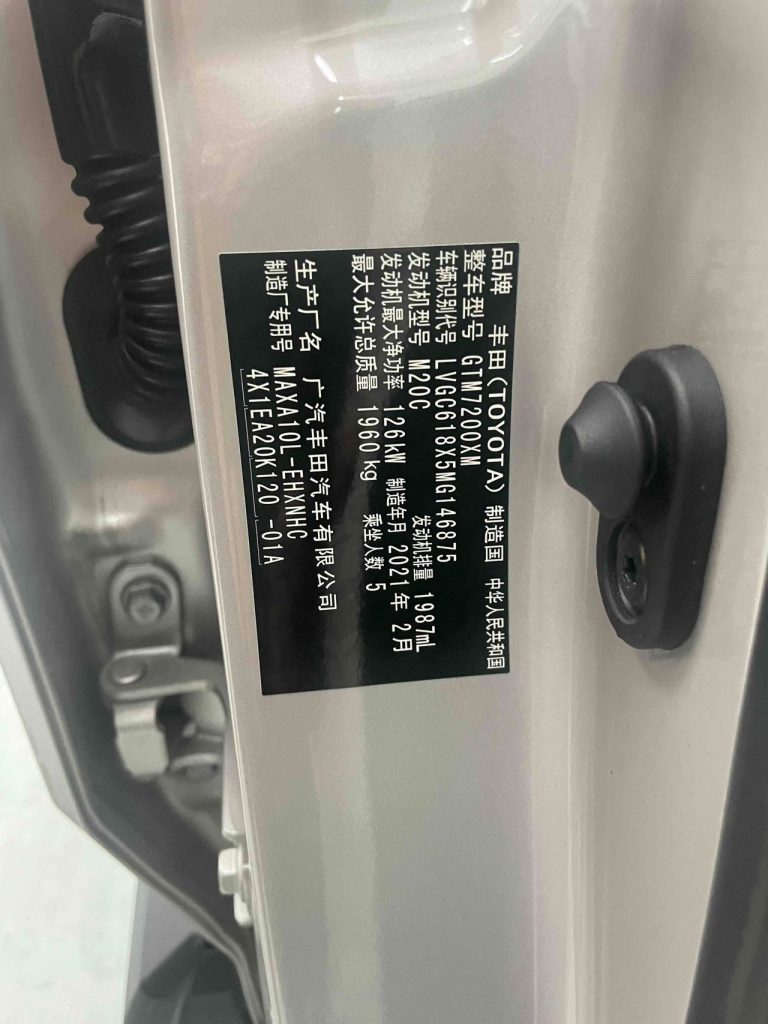 品牌 丰田(TOYOTA) 制造国 中华人民共和国
整车型号 GTM7200XM
车辆识别代号 LVGC618X5MG146875
发动机型号 M20C 发动机排量 1987mL
发动机最大净功率 126kW 制造年月 2021年 2月
最大允许总质量 1960 kg 乘坐人数 5
生产厂名 广汽丰田汽车有限公司
制造厂专用号 MAXA10L-EHXNHC
4X1EA20K120 -01A